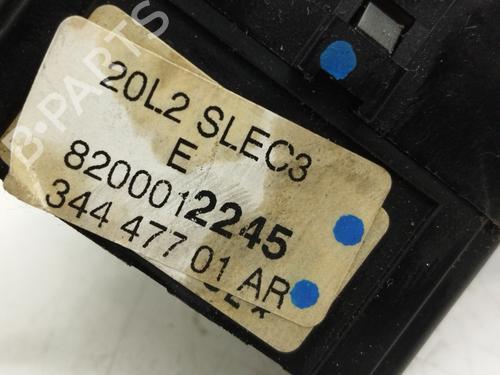 B-PARTS
20L2 SLEC3
E
8200012245
344 477 01 AR